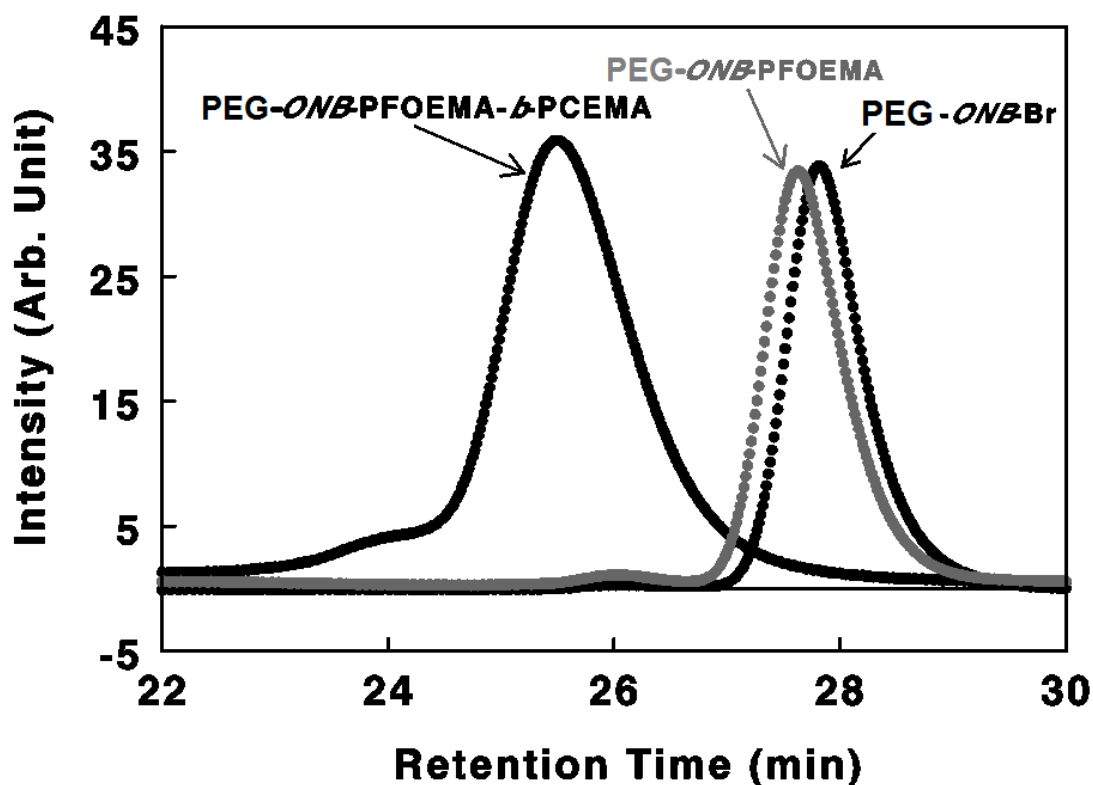 45
35
25
15
5
-5
Intensity (Arb. Unit)
PEG-ONB-PFOEMA-b-PCEMA
PEG-ONB-PFOEMA
PEG-ONB-Br
22 24 26 28 30
Retention Time (min)